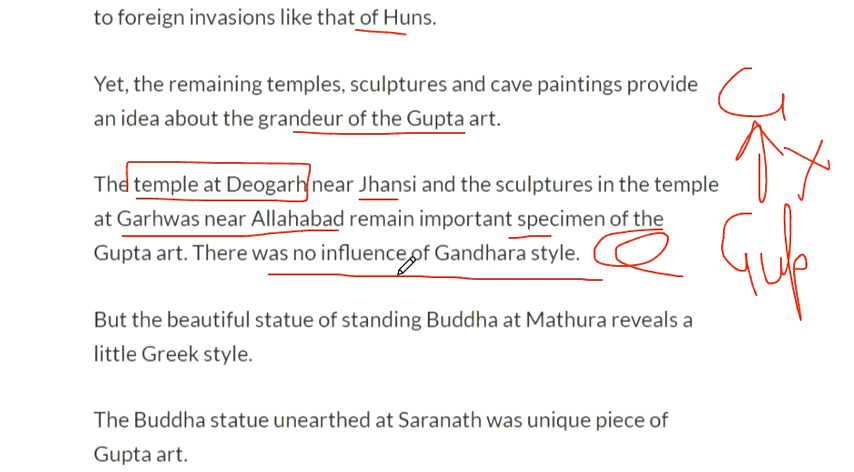 to foreign invasions like that of Huns.
Yet, the remaining temples, sculptures and cave paintings provide
an idea about the grandeur of the Gupta art.
The temple at Deogarh near Jhansi and the sculptures in the temple
at Garhwas near Allahabad remain important specimen of the
Gupta art. There was no influence of Gandhara style.
But the beautiful statue of standing Buddha at Mathura reveals a
little Greek style.
The Buddha statue unearthed at Saranath was unique piece of
Gupta art.
G
Gup